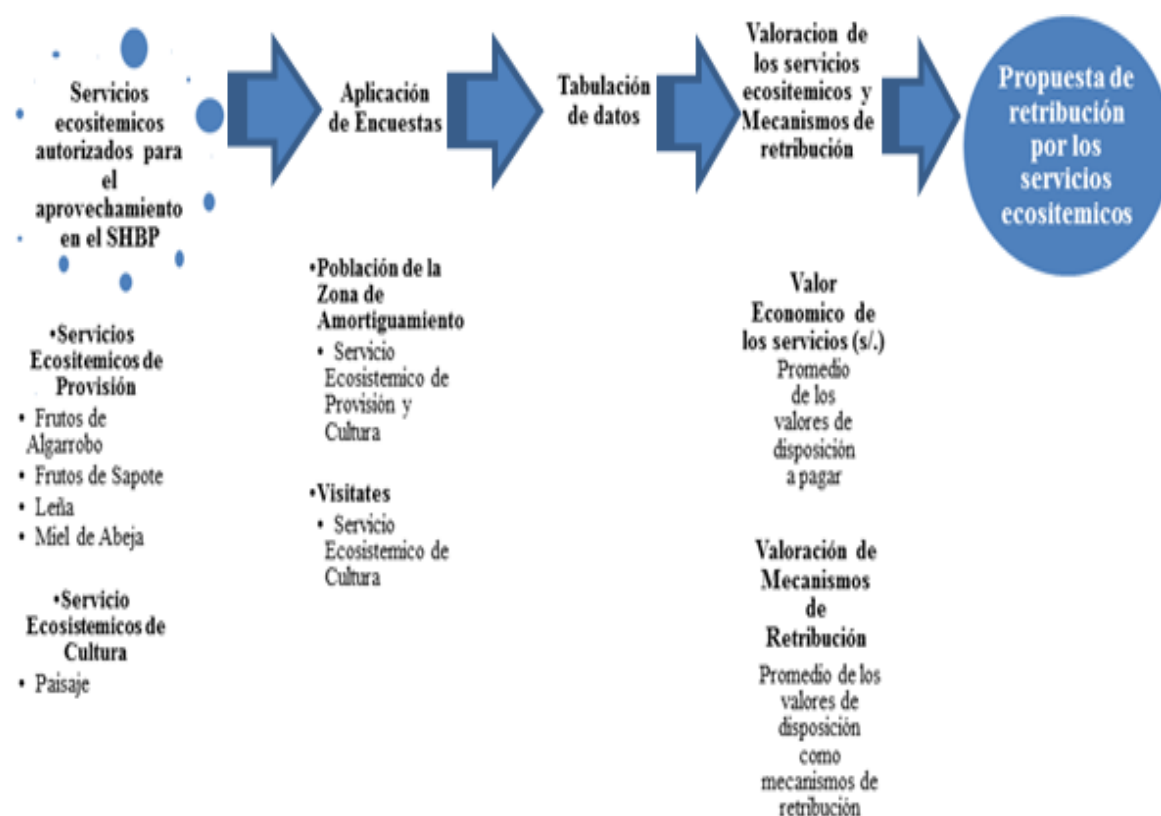 Servicios
ecositemicos
autorizados para
el
aprovechamiento
en el SHBP
•Servicios
Ecositemicos de
Provisión
• Frutos de
Algarrobo
• Frutos de Sapote
• Leña
• Miel de Abeja
•Servicio
Ecosistemicos de
Cultura
• Paisaje
Aplicación
de Encuestas
•Población de la
Zona de
Amortiguamiento
• Servicio
Ecosistemico de
Provisión y
Cultura
•Visitates
• Servicio
Ecosistemico de
Cultura
Tabulación
de datos
Valoracion de
los servicios
ecositemicos y
Mecanismos de
retribución
Valor
Economico de
los servicios (s/.)
Promedio
de los
valores de
disposición
a pagar
Valoración de
Mecanismos
de
Retribución
Promedio de los
valores de
disposición
como
mecanismos de
retribución
Propuesta de
retribución
por los
servicios
ecositemicos